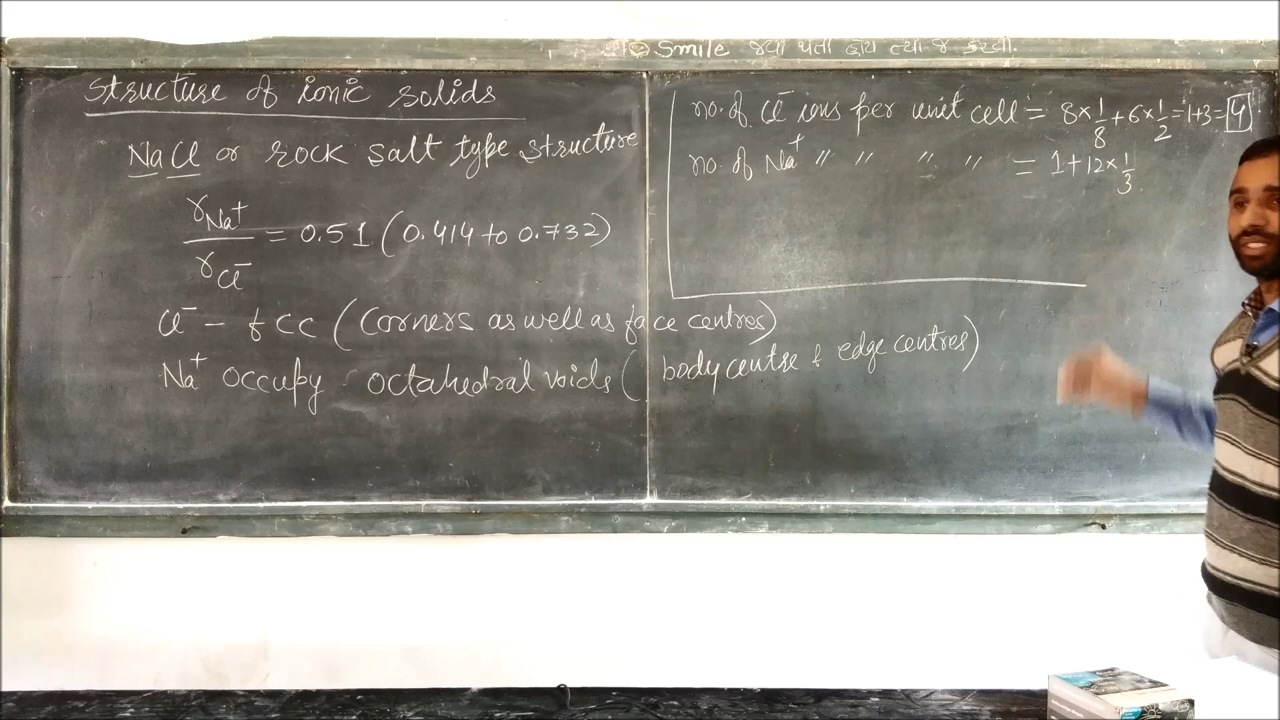 Smile જયાં થતી હોય ત્યાં જ કરવી.
Structure of ionic solids
NaCl or rock salt type structure
rNa⁺ / rCl⁻ = 0.51 (0.414 to 0.732)
Cl⁻ - fcc (corners as well as face centres)
Na⁺ occupy octahedral voids ( body centre & edge centres)
no. of Cl⁻ ions per unit cell = 8 × 1/8 + 6 × 1/2 = 1+3 = 4
no. of Na⁺ " " " " = 1 + 12 × 1/3